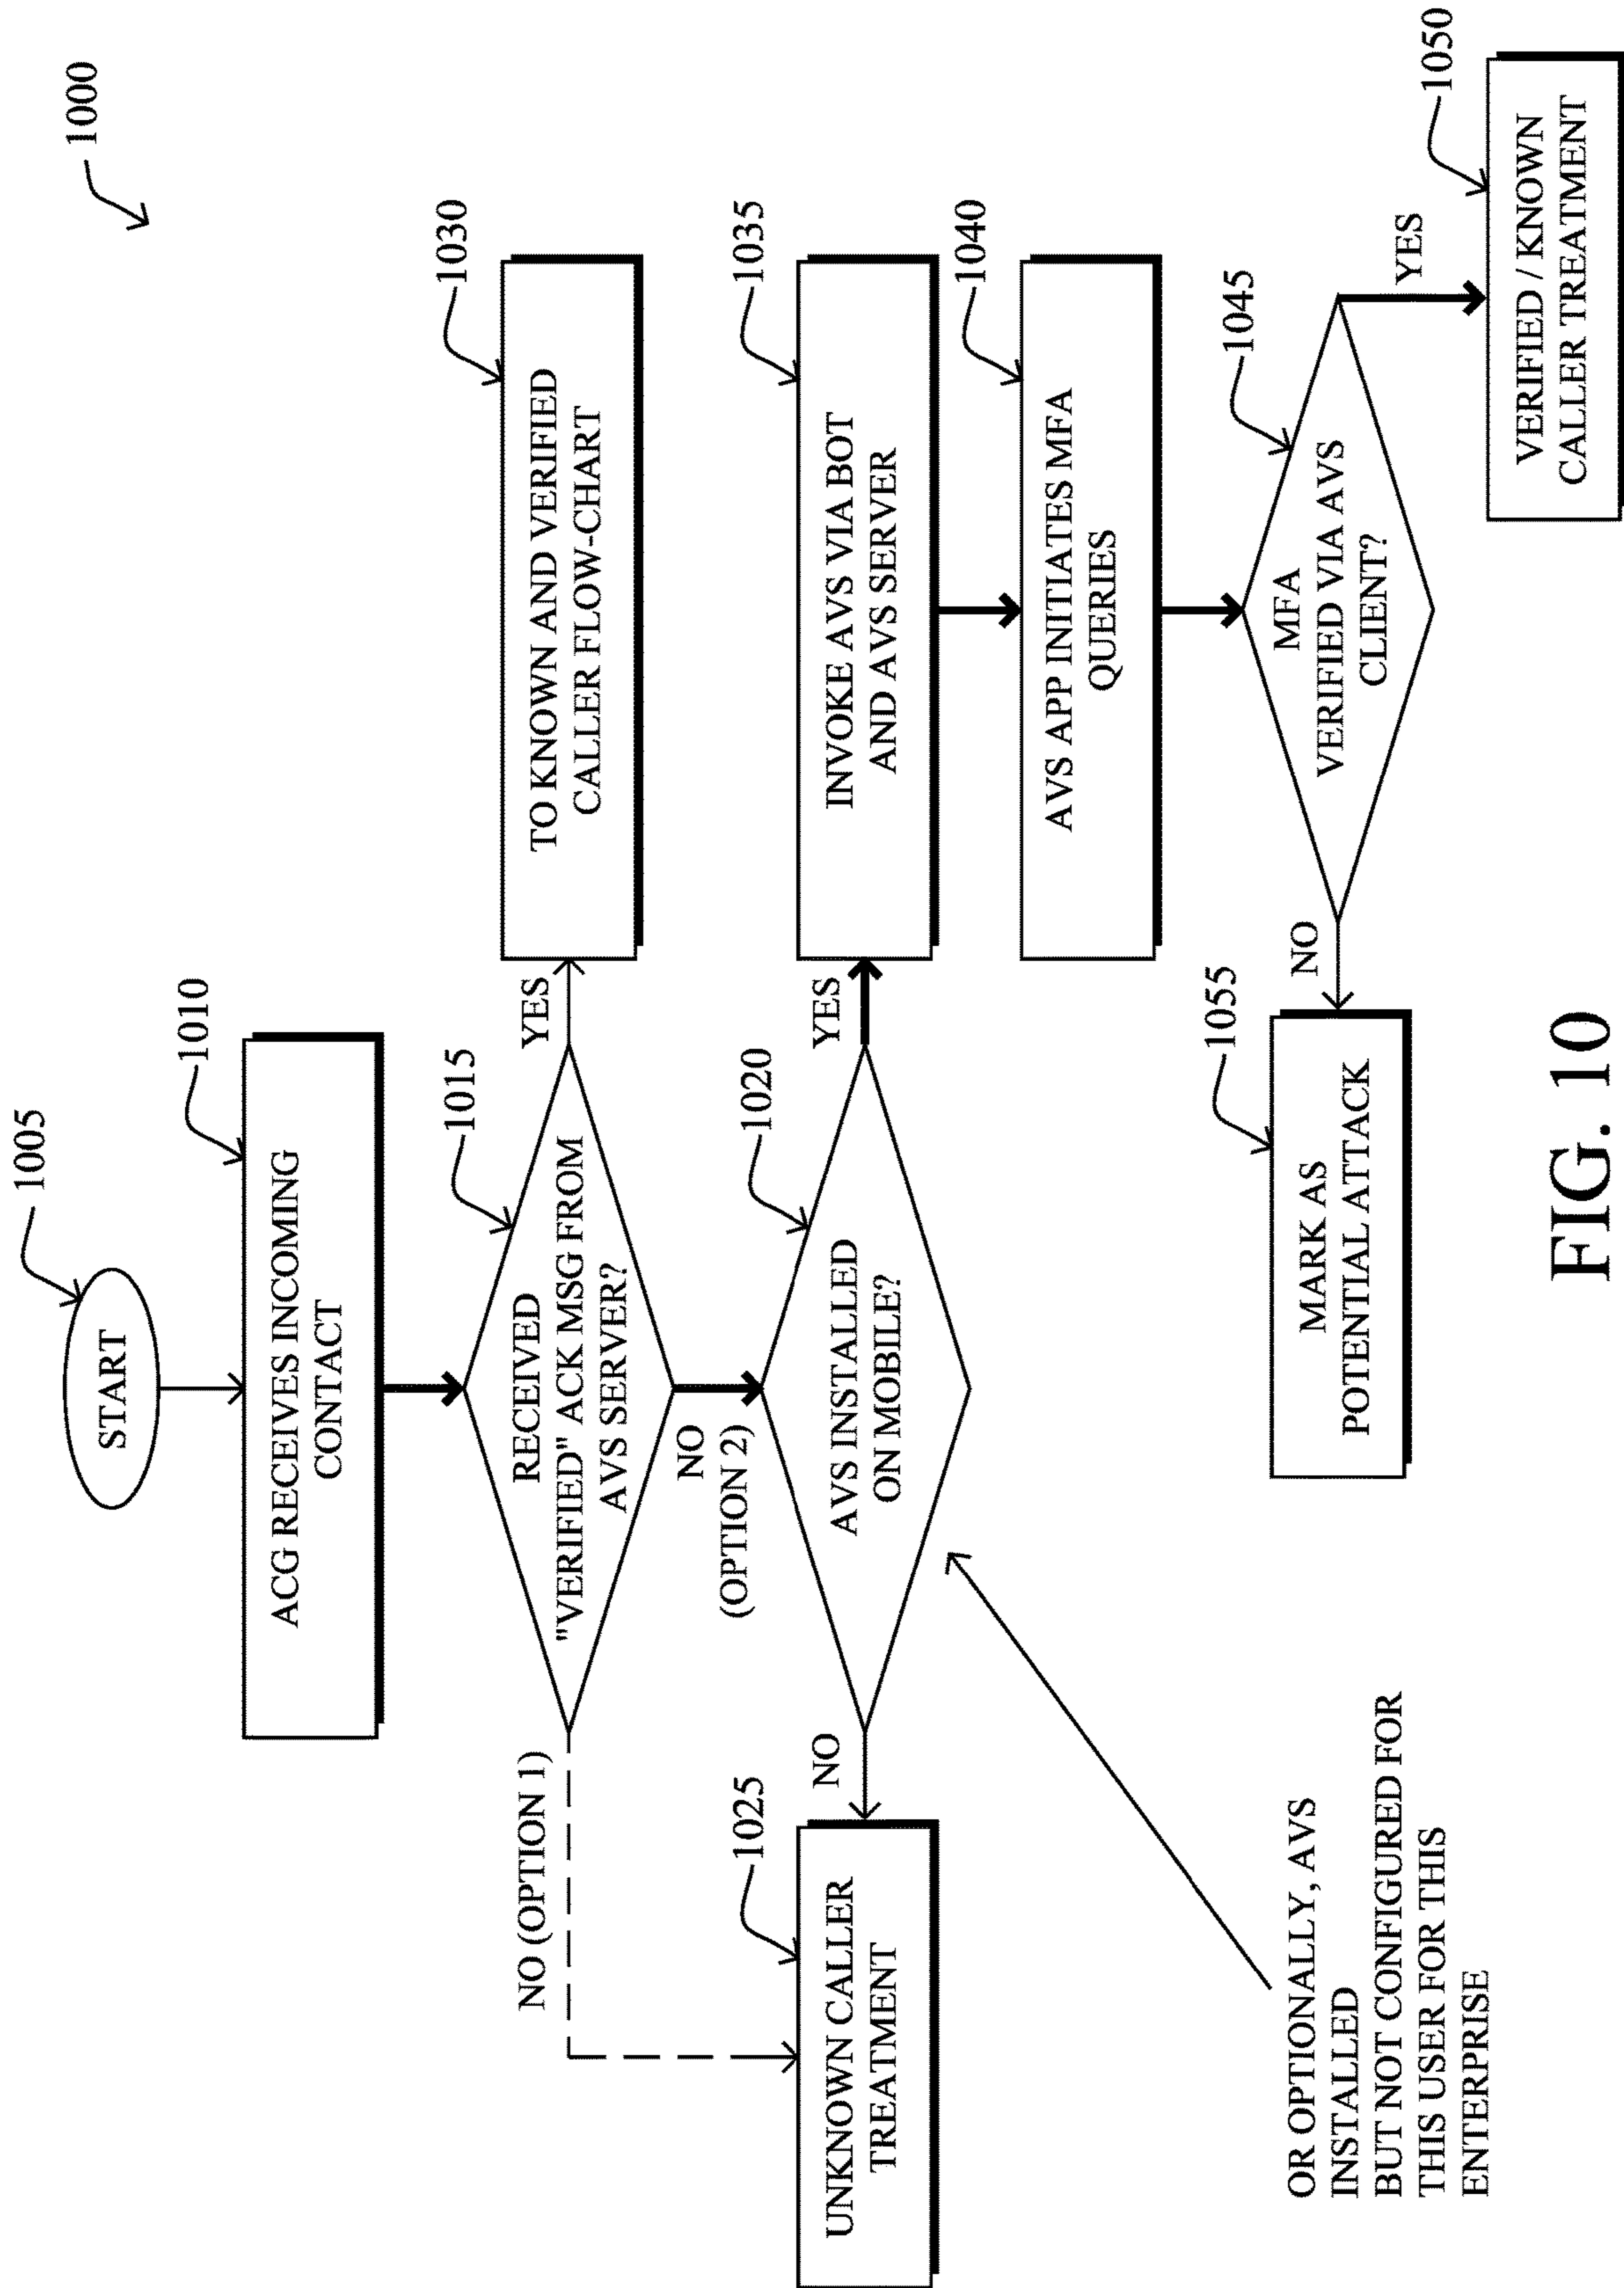 1000
1005
START
1010
ACG RECEIVES INCOMING
CONTACT
1015
RECEIVED
"VERIFIED" ACK MSG FROM
AVS SERVER?
YES
1030
TO KNOWN AND VERIFIED
CALLER FLOW-CHART
NO (OPTION 1)
NO
(OPTION 2)
1020
AVS INSTALLED
ON MOBILE?
NO
1025
UNKNOWN CALLER
TREATMENT
YES
1035
INVOKE AVS VIA BOT
AND AVS SERVER
1040
AVS APP INITIATES MFA
QUERIES
1045
MFA
VERIFIED VIA AVS
CLIENT?
NO
1055
MARK AS
POTENTIAL ATTACK
YES
1050
VERIFIED / KNOWN
CALLER TREATMENT
OR OPTIONALLY, AVS
INSTALLED
BUT NOT CONFIGURED FOR
THIS USER FOR THIS
ENTERPRISE
FIG. 10